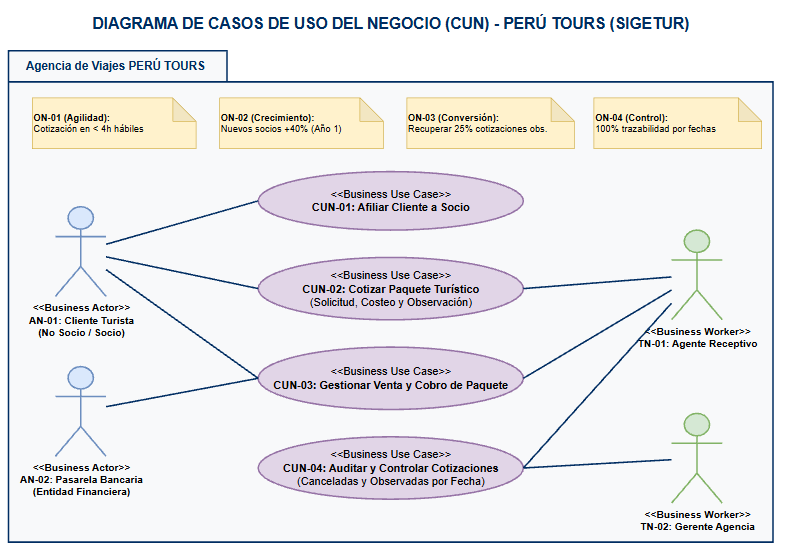 DIAGRAMA DE CASOS DE USO DEL NEGOCIO (CUN) - PERÚ TOURS (SIGETUR)
Agencia de Viajes PERÚ TOURS
ON-01 (Agilidad):
Cotización en < 4h hábiles
ON-02 (Crecimiento):
Nuevos socios +40% (Año 1)
ON-03 (Conversión):
Recuperar 25% cotizaciones obs.
ON-04 (Control):
100% trazabilidad por fechas
<<Business Use Case>>
CUN-01: Afiliar Cliente a Socio
<<Business Use Case>>
CUN-02: Cotizar Paquete Turístico
(Solicitud, Costeo y Observación)
<<Business Actor>>
AN-01: Cliente Turista
(No Socio / Socio)
<<Business Worker>>
TN-01: Agente Receptivo
<<Business Use Case>>
CUN-03: Gestionar Venta y Cobro de Paquete
<<Business Actor>>
AN-02: Pasarela Bancaria
(Entidad Financiera)
<<Business Use Case>>
CUN-04: Auditar y Controlar Cotizaciones
(Canceladas y Observadas por Fecha)
<<Business Worker>>
TN-02: Gerente Agencia